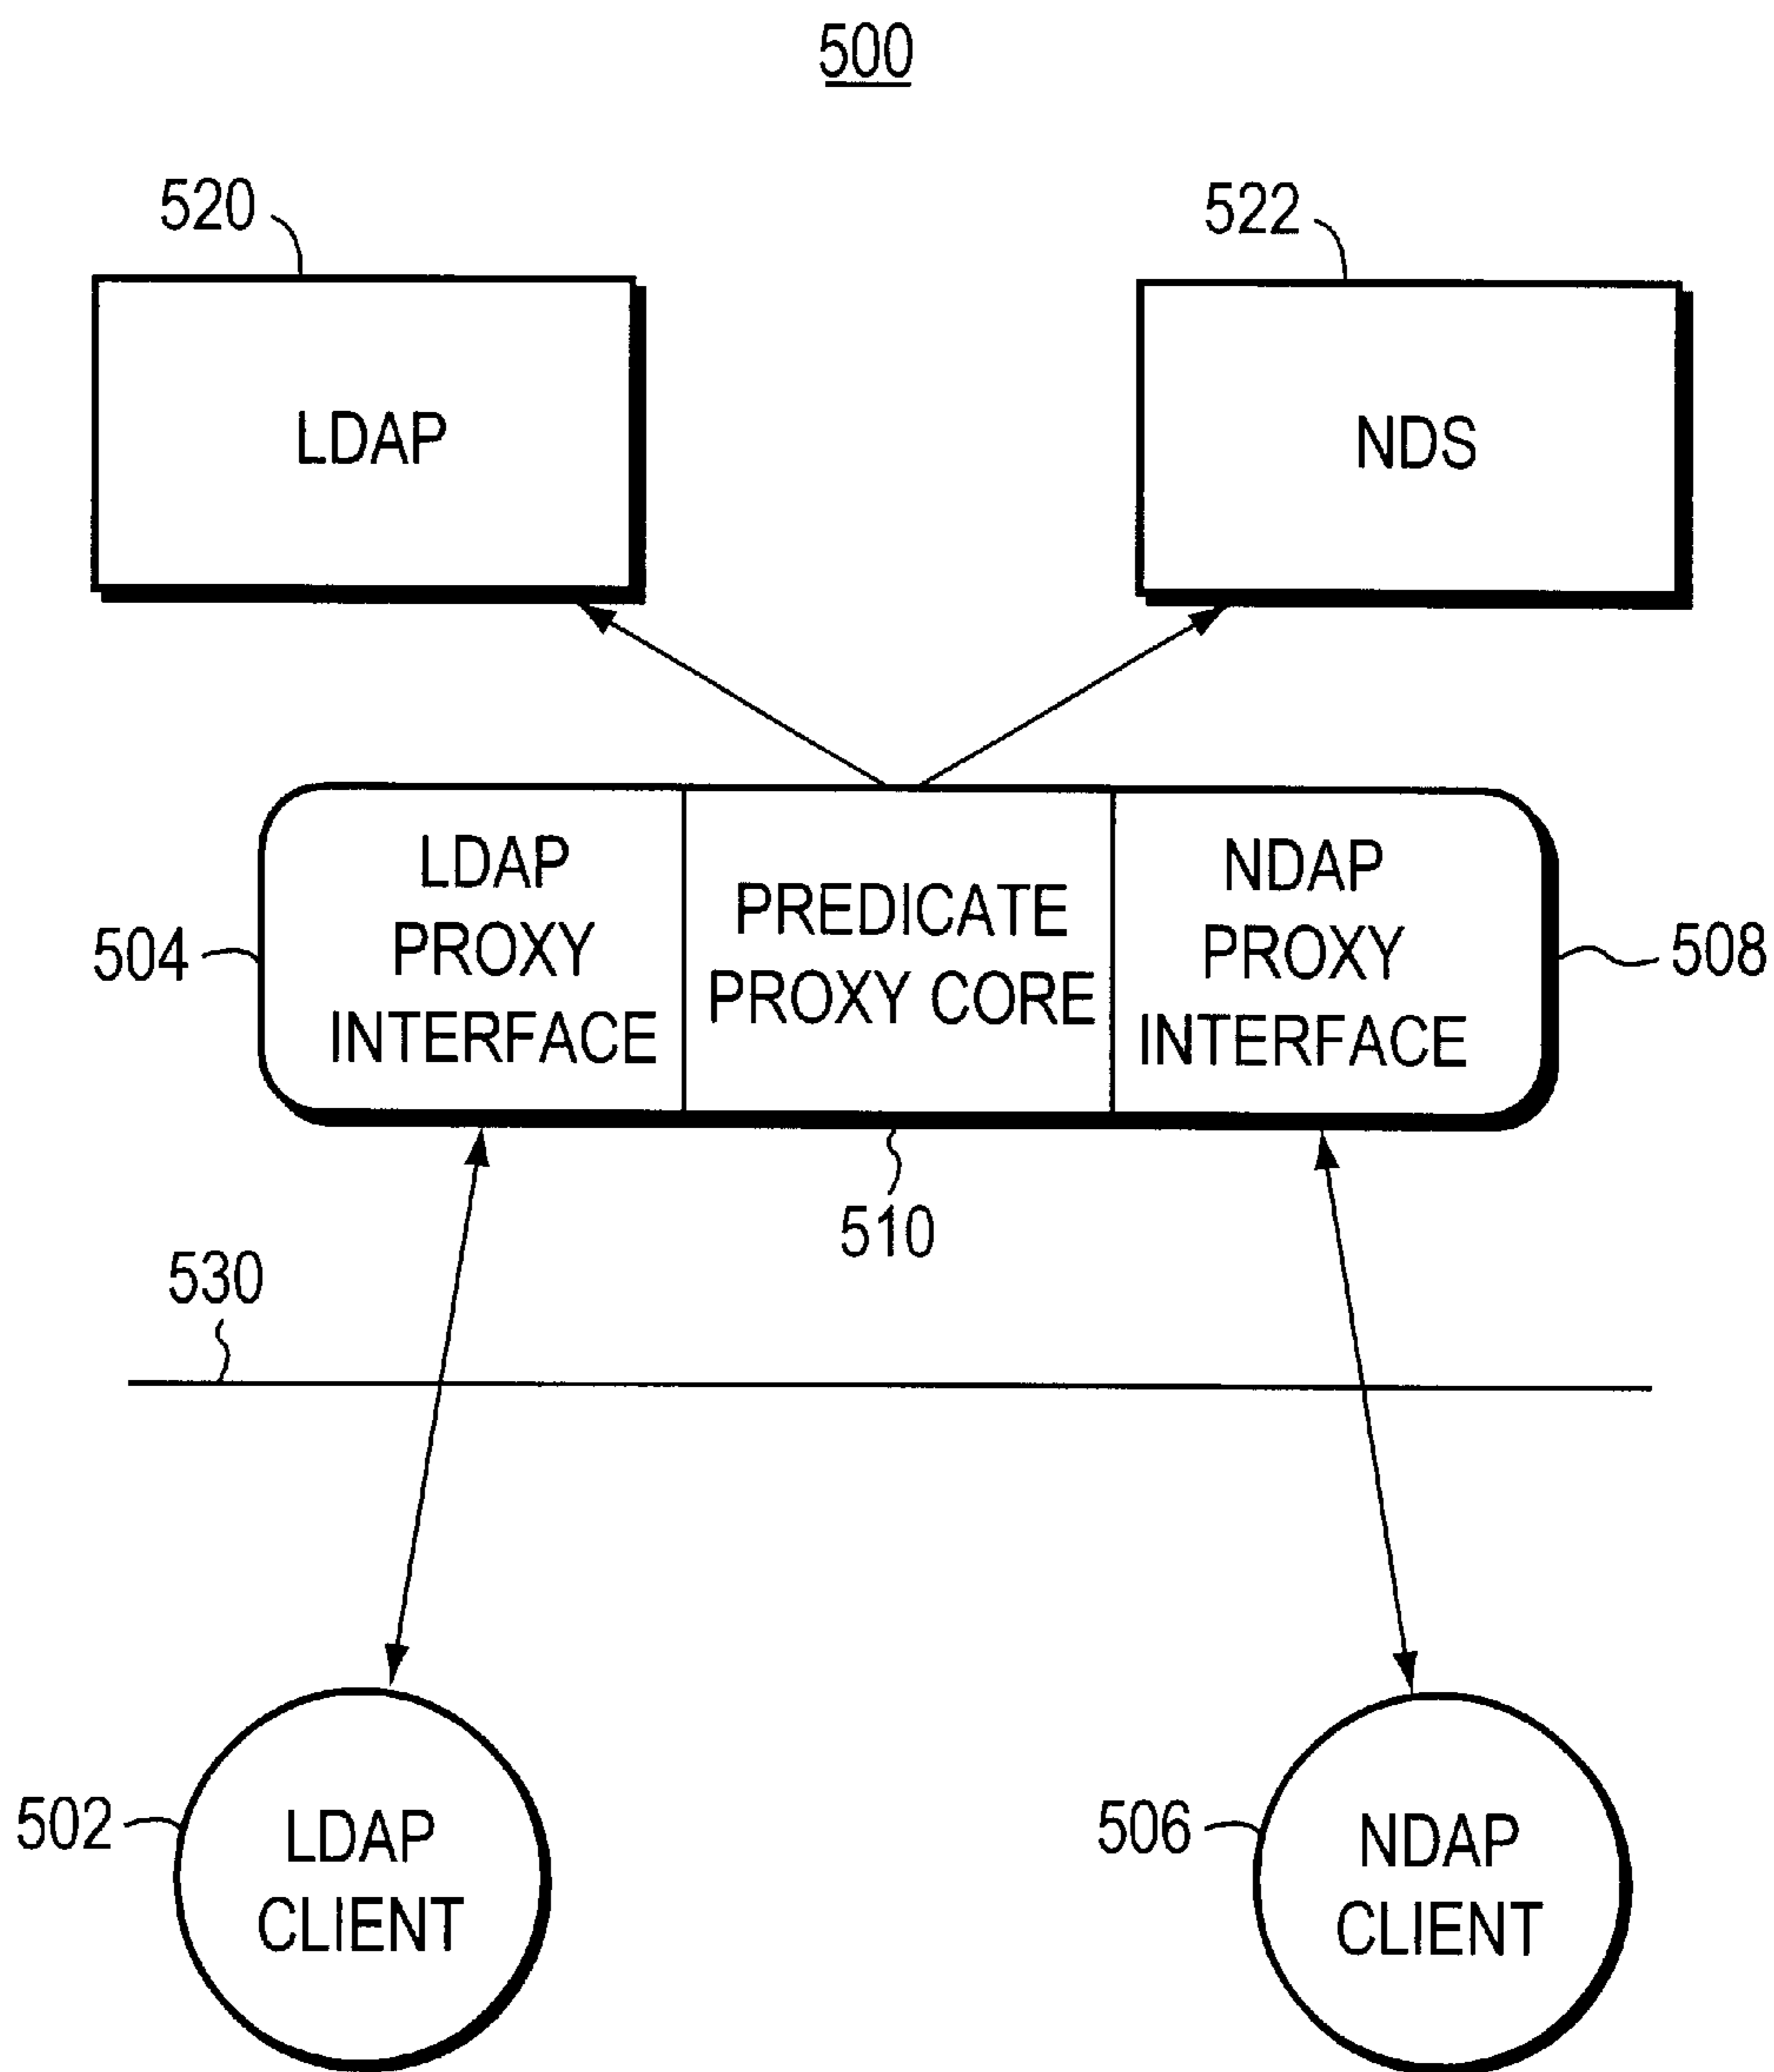 500
520
522
LDAP
NDS
LDAP
PROXY
INTERFACE
PREDICATE
PROXY CORE
NDAP
PROXY
INTERFACE
504
508
510
530
502
LDAP
CLIENT
506
NDAP
CLIENT